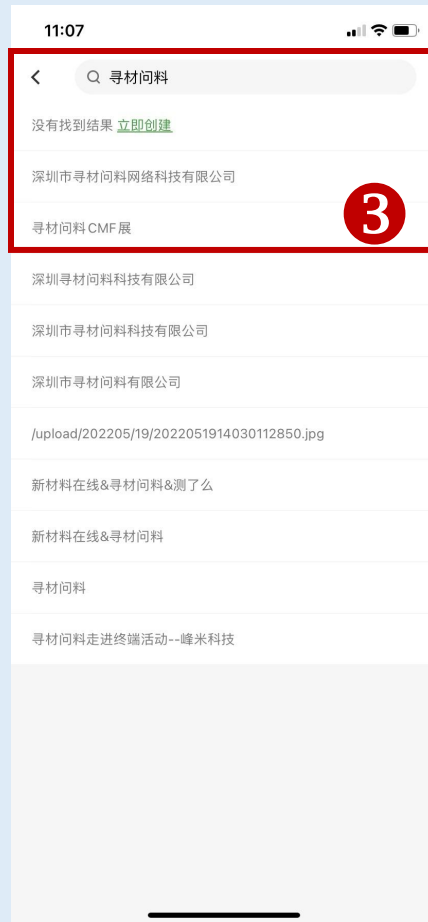 11:07
寻材问料
没有找到结果 立即创建
深圳市寻材问料网络科技有限公司
寻材问料CMF展
3
深圳寻材问料科技有限公司
深圳市寻材问料科技有限公司
深圳市寻材问料有限公司
/upload/202205/19/2022051914030112850.jpg
新材料在线&寻材问料&测了么
新材料在线&寻材问料
寻材问料
寻材问料走进终端活动--峰米科技